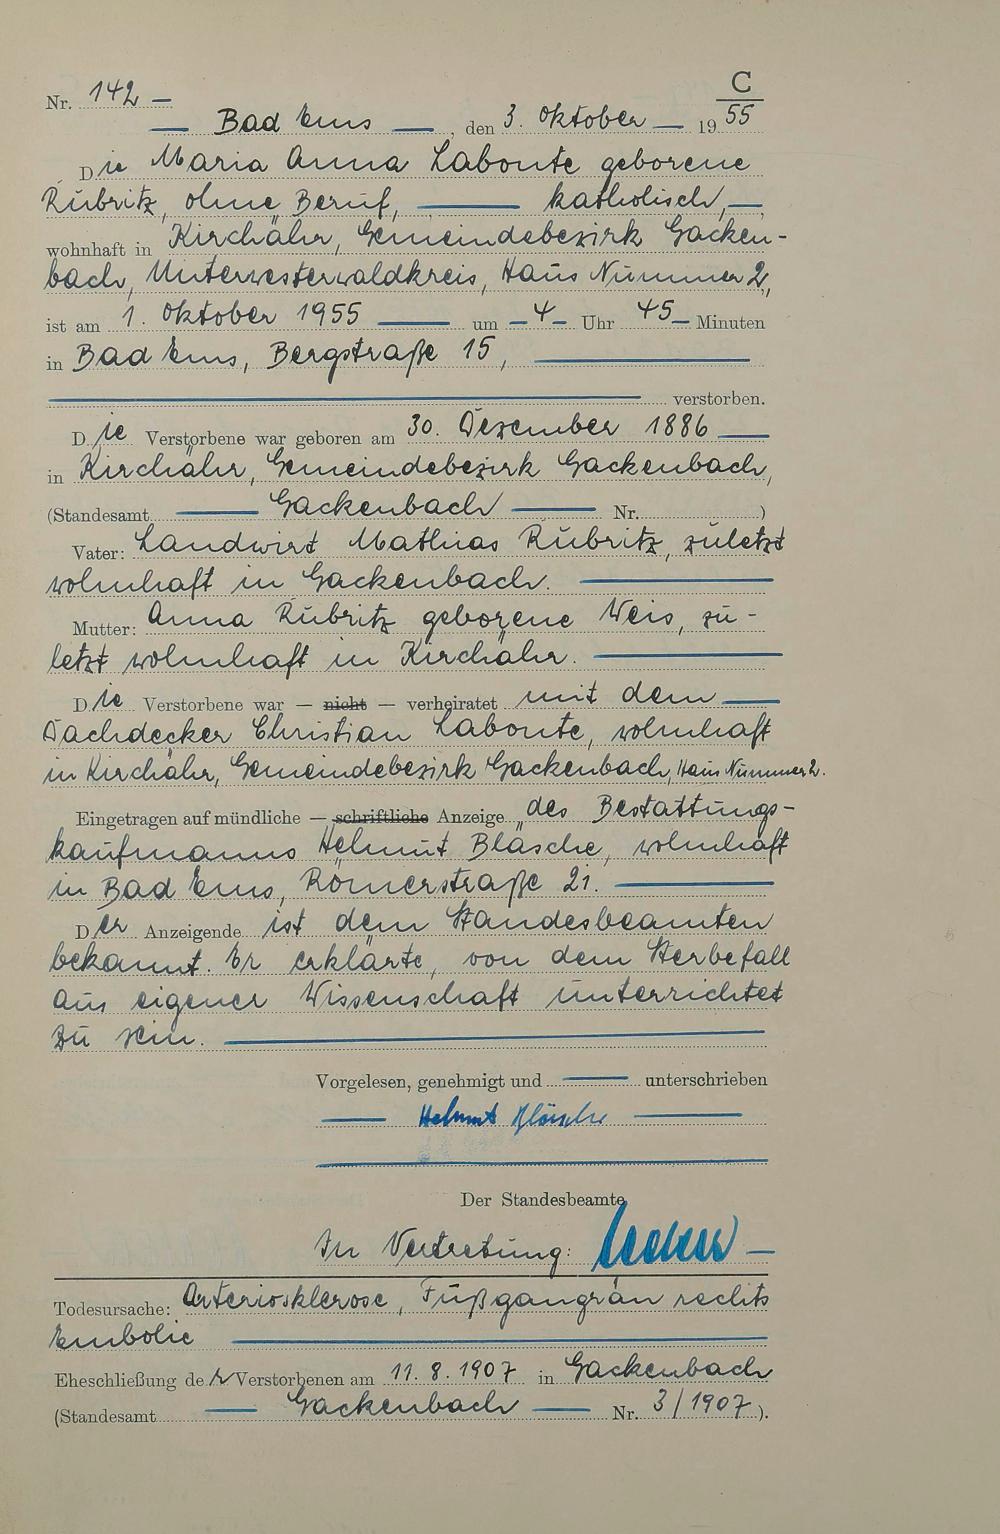 C
Nr. 142 —
— Bad Ems —, den 3. Oktober — 1955
Die Maria Anna Labonte geborene
Rübritz, ohne Beruf, — katholisch, —
wohnhaft in Kirchähr, Gemeindebezirk Gacken-
bach, Unterwesterwaldkreis, Haus Nummer 2,
ist am 1. Oktober 1955 — um — 4 — Uhr 45 — Minuten
in Bad Ems, Bergstraße 15, —
— verstorben.
Die Verstorbene war geboren am 30. Dezember 1886 —
in Kirchähr, Gemeindebezirk Gackenbach,
(Standesamt — Gackenbach — Nr. )
Vater: Landwirt Mathias Rübritz, zuletzt
wohnhaft in Gackenbach. —
Mutter: Anna Rübritz geborene Weis, zu-
letzt wohnhaft in Kirchähr. —
Die Verstorbene war — nicht — verheiratet mit dem —
Dachdecker Christian Labonte, wohnhaft
in Kirchähr, Gemeindebezirk Gackenbach, Haus Nummer 2.
Eingetragen auf mündliche — schriftliche Anzeige des Bestattungs-
kaufmanns Helmut Bläsche, wohnhaft
in Bad Ems, Römerstraße 21. —
Der Anzeigende ist dem Standesbeamten
bekannt. Er erklärte, von dem Sterbefall
aus eigener Wissenschaft unterrichtet
zu sein. —
Vorgelesen, genehmigt und — unterschrieben
— Helmut Bläsche —
Der Standesbeamte
In Vertretung: —
Todesursache: Arteriosklerose, Fußgangrän rechts
Embolie —
Eheschließung der Verstorbenen am 11. 8. 1907 in Gackenbach
(Standesamt — Gackenbach — Nr. 3/1907).